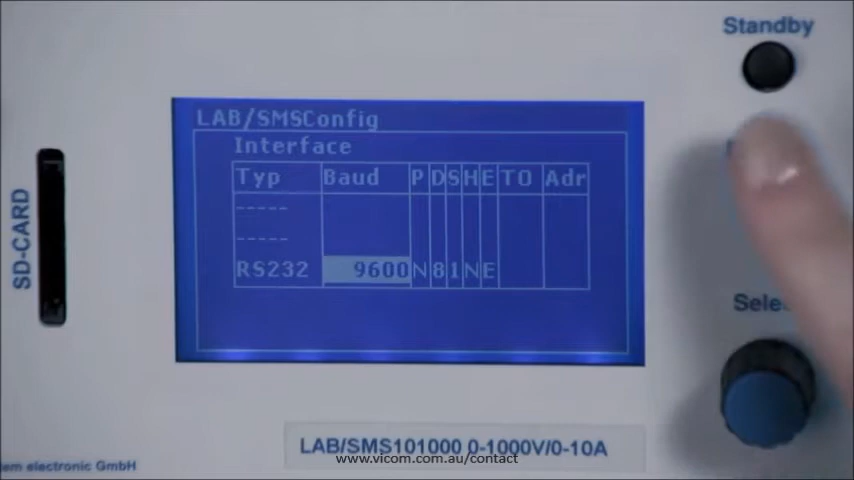 Standby
LAB/SMSConfig
Interface
Typ Baud P D S H E TO Adr
-----
-----
RS232 9600 N 8 1 N E
SD-CARD
LAB/SMS101000 0-1000V/0-10A
www.vicom.com.au/contact
electronic GmbH